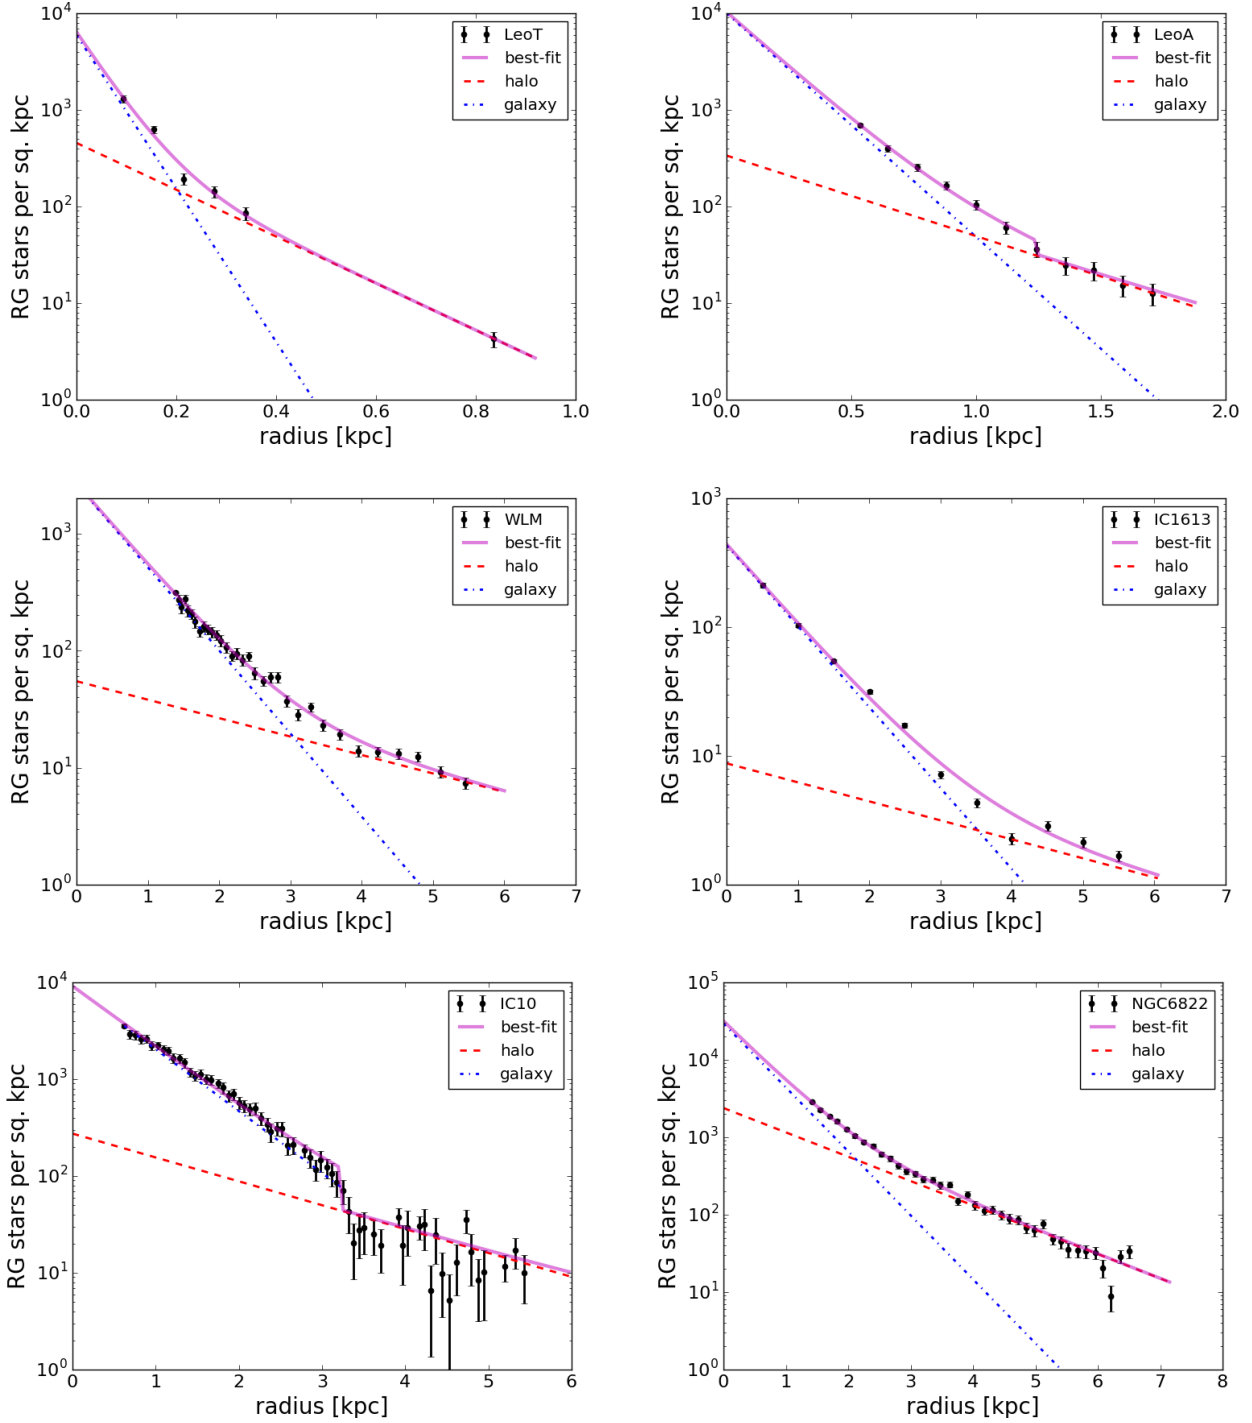 10^4
10^3
10^2
10^1
10^0
RG stars per sq. kpc
LeoT
best-fit
halo
galaxy
0.0 0.2 0.4 0.6 0.8 1.0
radius [kpc]
10^4
10^3
10^2
10^1
10^0
RG stars per sq. kpc
LeoA
best-fit
halo
galaxy
0.0 0.5 1.0 1.5 2.0
radius [kpc]
10^3
10^2
10^1
10^0
RG stars per sq. kpc
WLM
best-fit
halo
galaxy
0 1 2 3 4 5 6 7
radius [kpc]
10^3
10^2
10^1
10^0
RG stars per sq. kpc
IC1613
best-fit
halo
galaxy
0 1 2 3 4 5 6 7
radius [kpc]
10^4
10^3
10^2
10^1
10^0
RG stars per sq. kpc
IC10
best-fit
halo
galaxy
0 1 2 3 4 5 6
radius [kpc]
10^5
10^4
10^3
10^2
10^1
10^0
RG stars per sq. kpc
NGC6822
best-fit
halo
galaxy
0 1 2 3 4 5 6 7 8
radius [kpc]